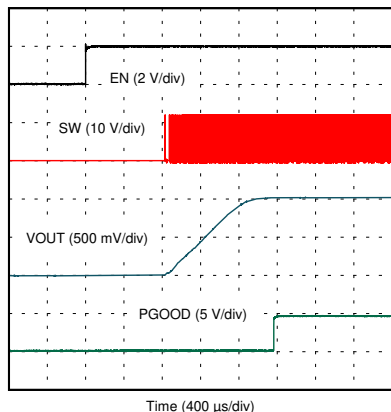 EN (2 V/div)
SW (10 V/div)
VOUT (500 mV/div)
PGOOD (5 V/div)
Time (400 µs/div)